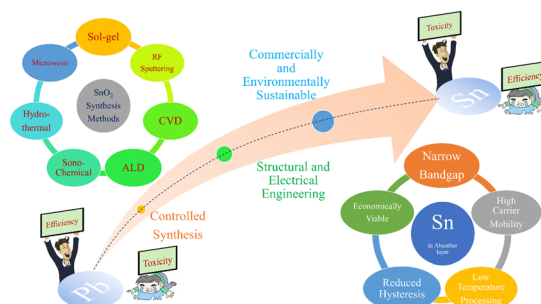 Sol-gel
Microwave
RF
Sputtering
SnO2
Synthesis
Methods
Hydro-
thermal
CVD
Sono-
Chemical
ALD
Commercially
and
Environmentally
Sustainable
Structural and
Electrical
Engineering
Controlled
Synthesis
Efficiency
Toxicity
Pb
Toxicity
Efficiency
Sn
Narrow
Bandgap
Economically
Viable
High
Carrier
Mobility
Sn
in Absorber
layer
Reduced
Hysteresis
Low
Temperature
Processing